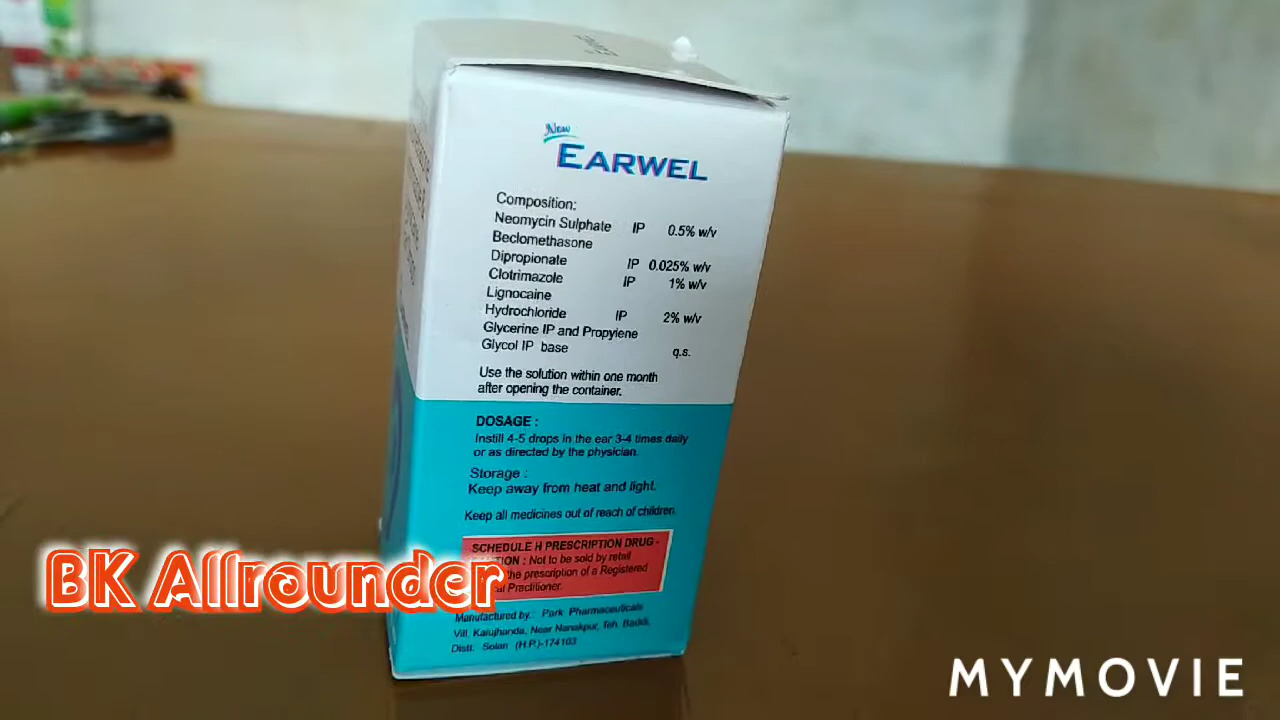 New
EARWEL
Composition:
Neomycin Sulphate IP 0.5% w/v
Beclomethasone
Dipropionate IP 0.025% w/v
Clotrimazole IP 1% w/v
Lignocaine
Hydrochloride IP 2% w/v
Glycerine IP and Propylene
Glycol IP base q.s.
Use the solution within one month
after opening the container.
DOSAGE :
Instill 4-5 drops in the ear 3-4 times daily
or as directed by the physician.
Storage :
Keep away from heat and light.
Keep all medicines out of reach of children.
SCHEDULE H PRESCRIPTION DRUG -
: Not to be sold by retail
the prescription of a Registered
Practitioner.
Manufactured by.: Park Pharmaceuticals
Vill. Kalujhanda, Near Nanakpur, Teh. Baddi,
Distt. Solan (H.P.)-174103
BK Allrounder
MYMOVIE